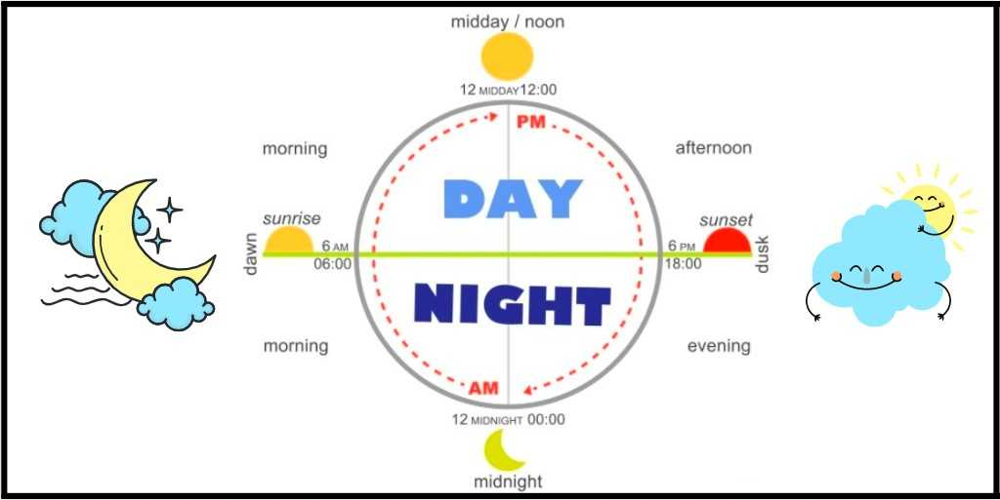 midday / noon
12 MIDDAY 12:00
PM
morning
afternoon
DAY
sunrise
sunset
dawn
6 AM
06:00
6 PM
18:00
dusk
NIGHT
morning
evening
AM
12 MIDNIGHT 00:00
midnight